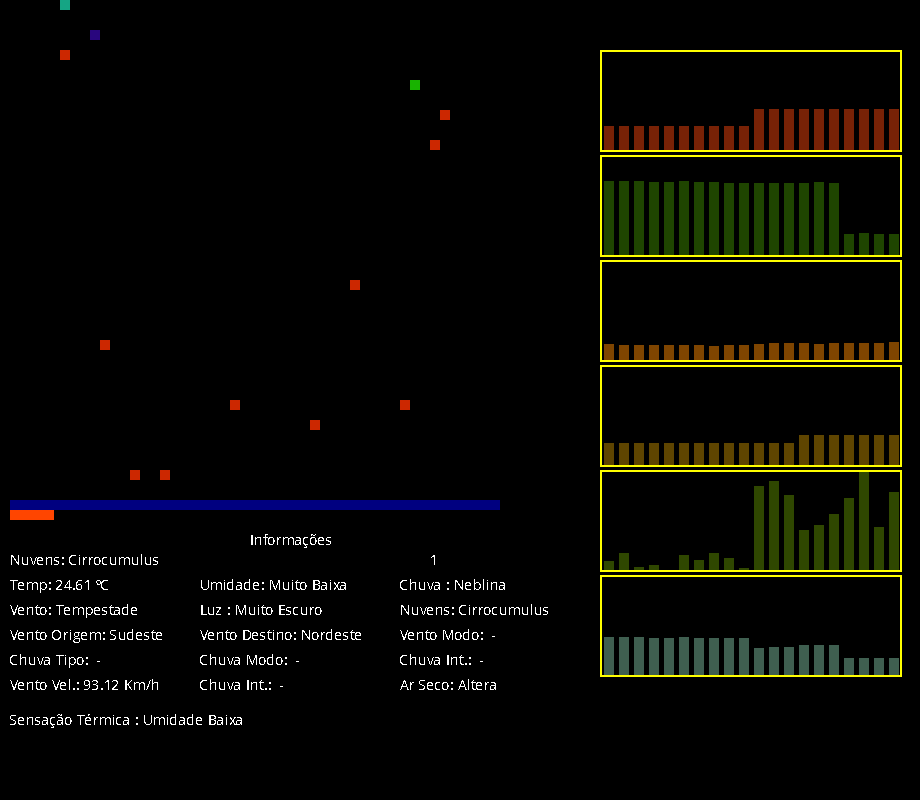 Informações
Nuvens: Cirrocumulus 1
Temp: 24.61 ºC Umidade: Muito Baixa Chuva : Neblina
Vento: Tempestade Luz : Muito Escuro Nuvens: Cirrocumulus
Vento Origem: Sudeste Vento Destino: Nordeste Vento Modo: -
Chuva Tipo: - Chuva Modo: - Chuva Int.: -
Vento Vel.: 93.12 Km/h Chuva Int.: - Ar Seco: Altera
Sensação Térmica : Umidade Baixa